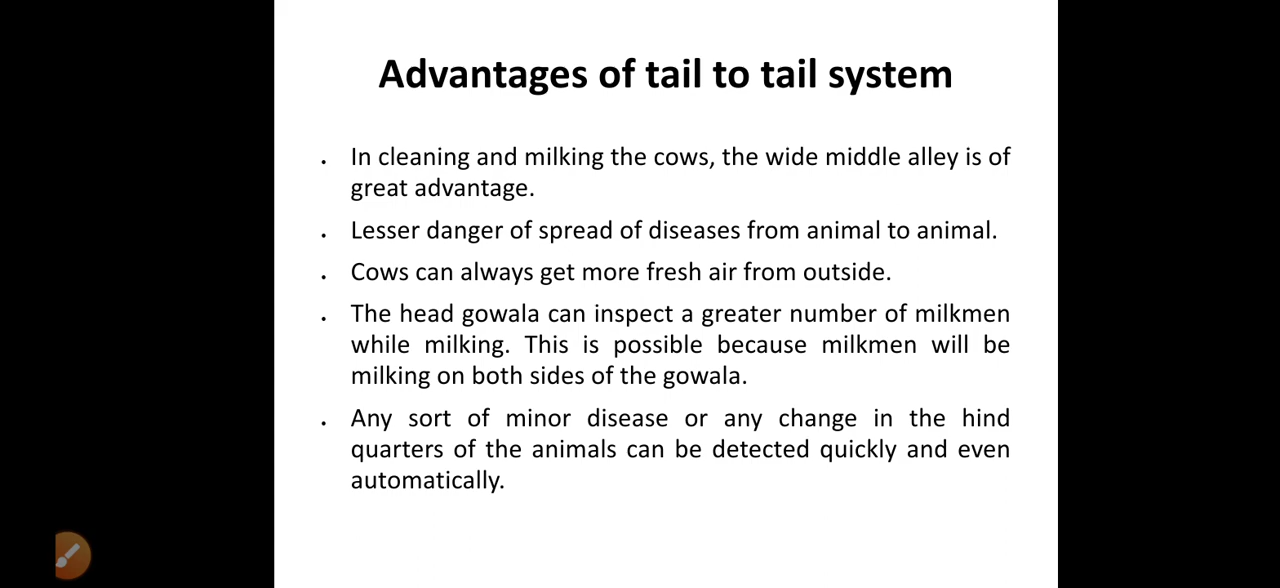 Advantages of tail to tail system
. In cleaning and milking the cows, the wide middle alley is of
great advantage.
. Lesser danger of spread of diseases from animal to animal.
. Cows can always get more fresh air from outside.
. The head gowala can inspect a greater number of milkmen
while milking. This is possible because milkmen will be
milking on both sides of the gowala.
. Any sort of minor disease or any change in the hind
quarters of the animals can be detected quickly and even
automatically.